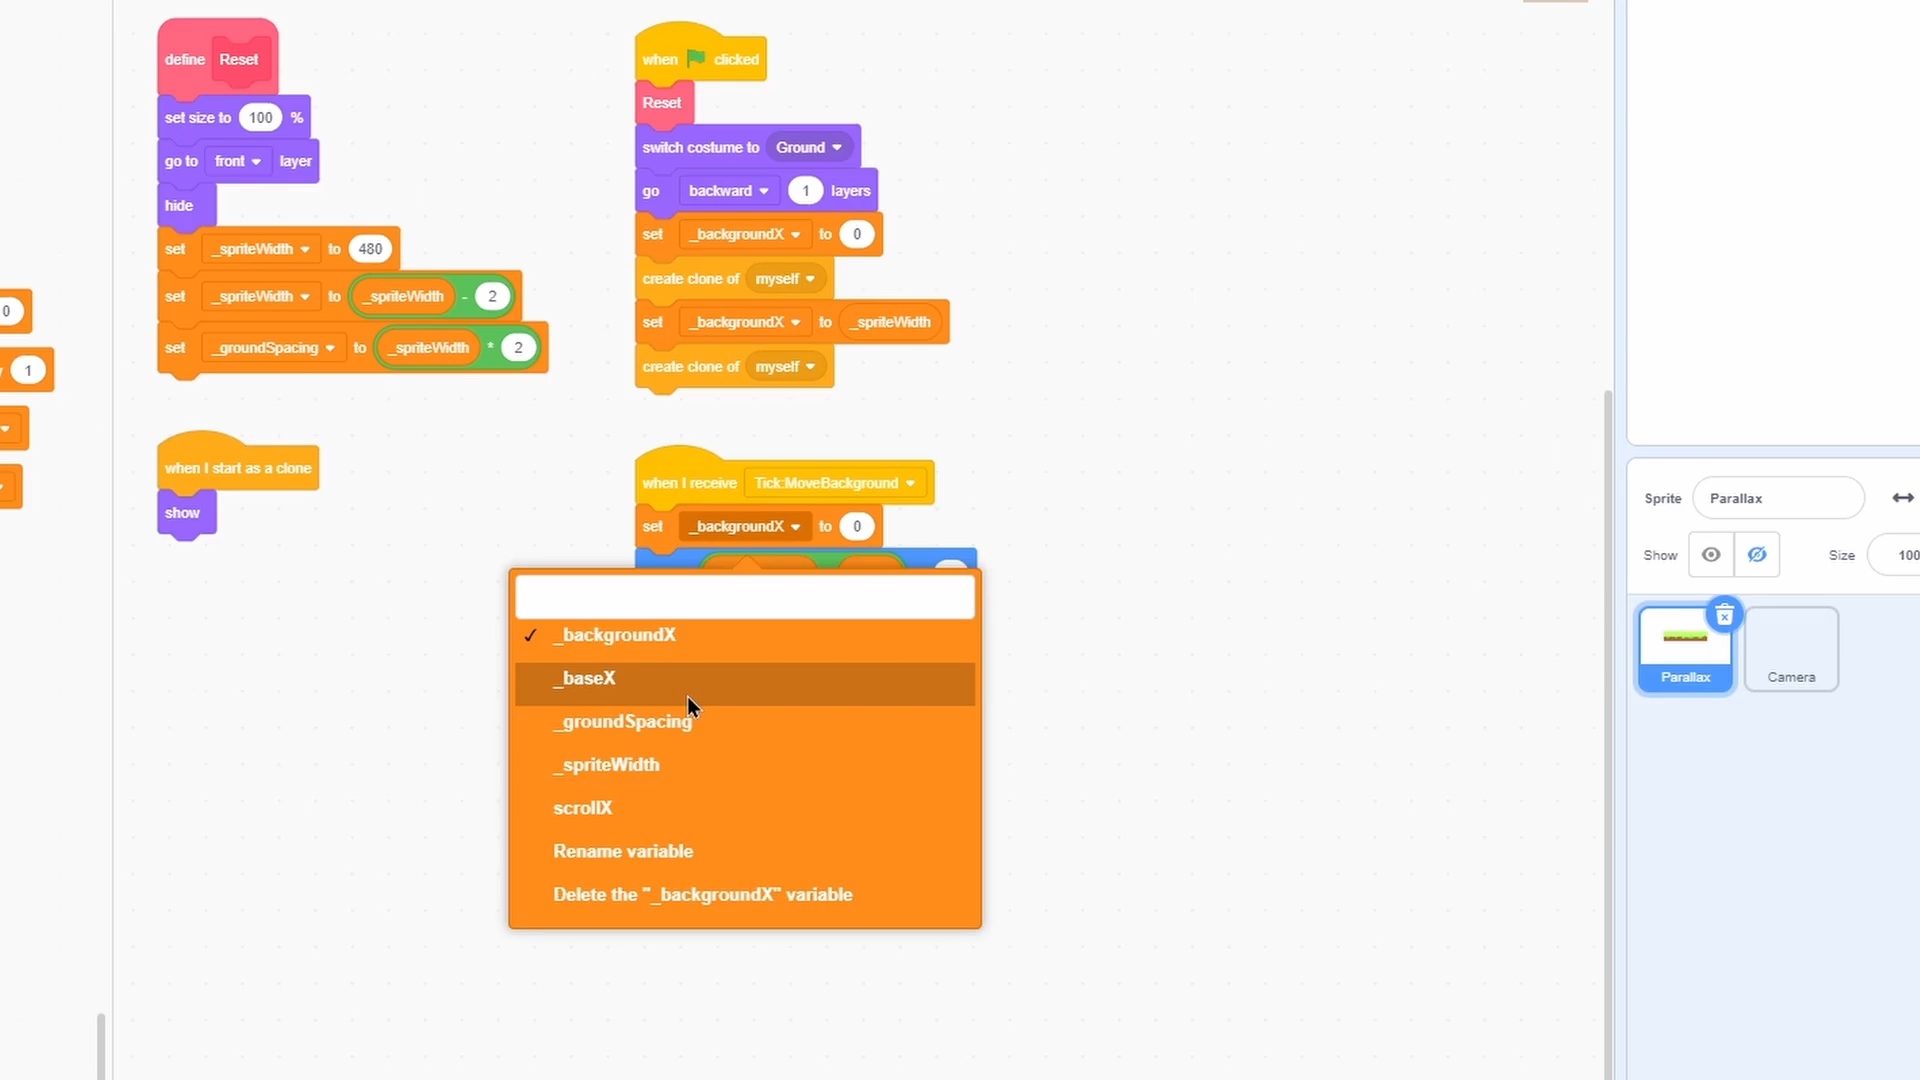 define Reset
set size to 100 %
go to front layer
hide
set _spriteWidth to 480
set _spriteWidth to _spriteWidth - 2
set _groundSpacing to _spriteWidth * 2
when I start as a clone
show
0
1
when clicked
Reset
switch costume to Ground
go backward 1 layers
set _backgroundX to 0
create clone of myself
set _backgroundX to _spriteWidth
create clone of myself
when I receive Tick:MoveBackground
set _backgroundX to 0
✓ _backgroundX
_baseX
_groundSpacing
_spriteWidth
scrollX
Rename variable
Delete the "_backgroundX" variable
Sprite Parallax
Show Size 100
Parallax
Camera